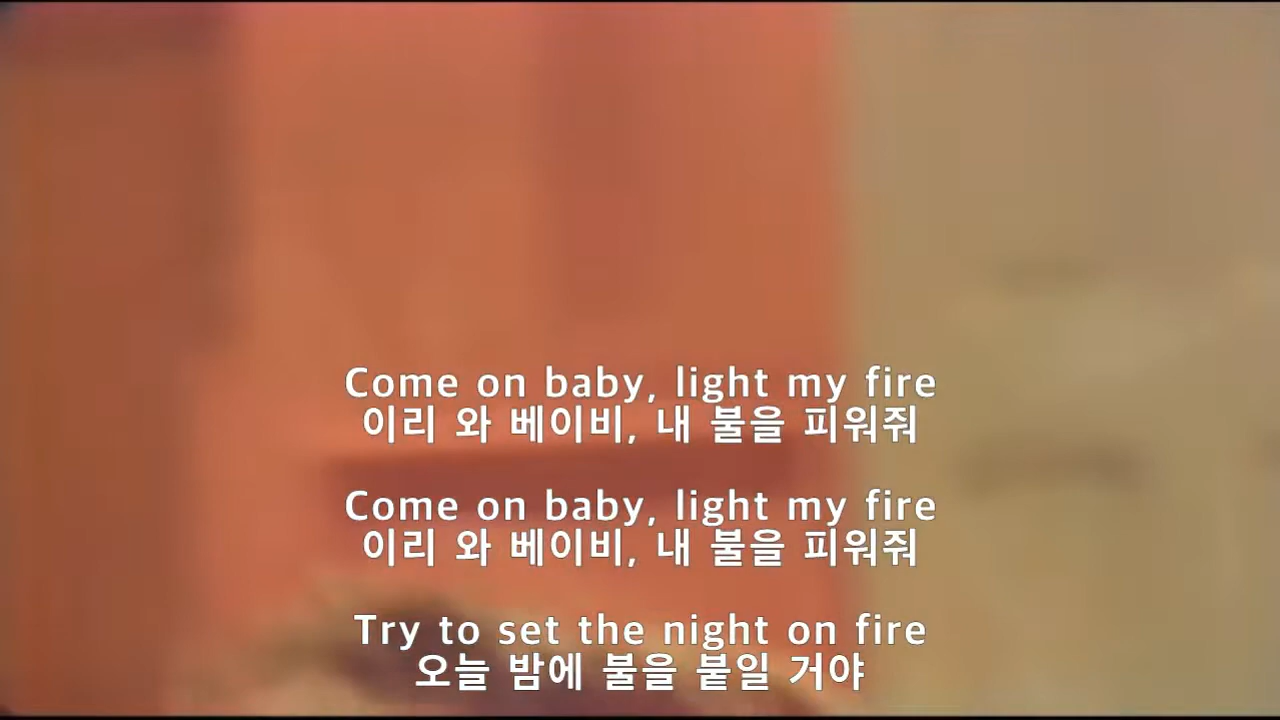 Come on baby, light my fire
이리 와 베이비, 내 불을 피워줘
Come on baby, light my fire
이리 와 베이비, 내 불을 피워줘
Try to set the night on fire
오늘 밤에 불을 붙일 거야